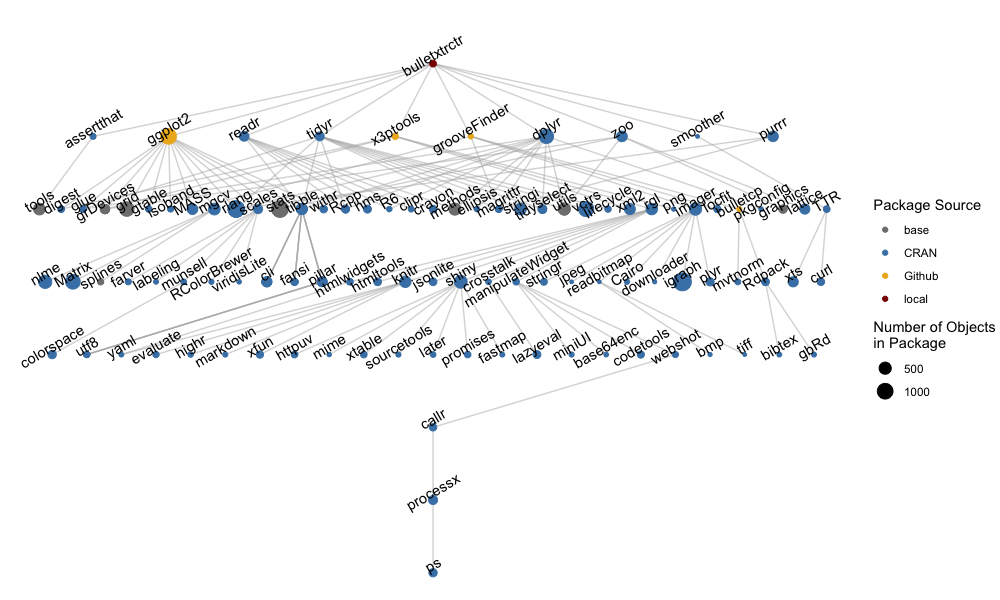 bulletxtrctr
assertthat
ggplot2
readr
tidyr
x3ptools
grooveFinder
dplyr
zoo
smoother
purrr
tools
digest
glue
grDevices
grid
gtable
isoband
MASS
mgcv
rlang
scales
stats
tibble
withr
Rcpp
hms
R6
clipr
crayon
methods
ellipsis
magrittr
stringi
tidyselect
utils
vctrs
lifecycle
xml2
rgl
png
imager
locfit
bulletcp
pkgconfig
graphics
lattice
TTR
nlme
Matrix
splines
farver
labeling
munsell
RColorBrewer
viridisLite
cli
fansi
pillar
htmlwidgets
htmltools
knitr
jsonlite
shiny
crosstalk
manipulateWidget
stringr
jpeg
readbitmap
Cairo
downloader
igraph
plyr
mvtnorm
Rdpack
xts
curl
colorspace
utf8
yaml
evaluate
highr
markdown
xfun
httpuv
mime
xtable
sourcetools
later
promises
fastmap
lazyeval
miniUI
base64enc
codetools
webshot
bmp
tiff
bibtex
gbRd
callr
processx
ps
Package Source
base
CRAN
Github
local
Number of Objects
in Package
500
1000